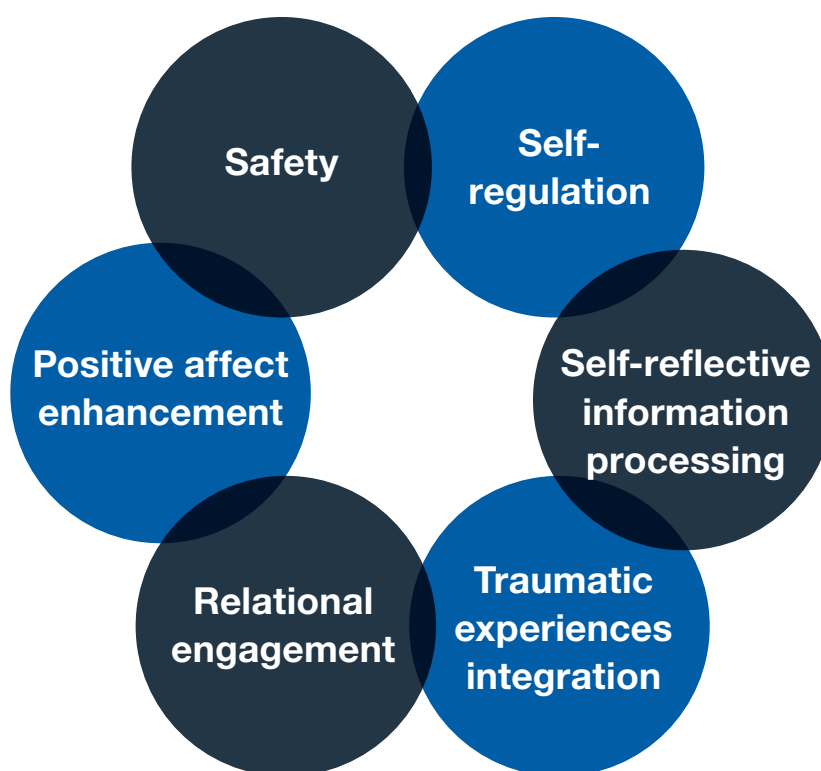 Safety
Self-
regulation
Self-reflective
information
processing
Traumatic
experiences
integration
Relational
engagement
Positive affect
enhancement